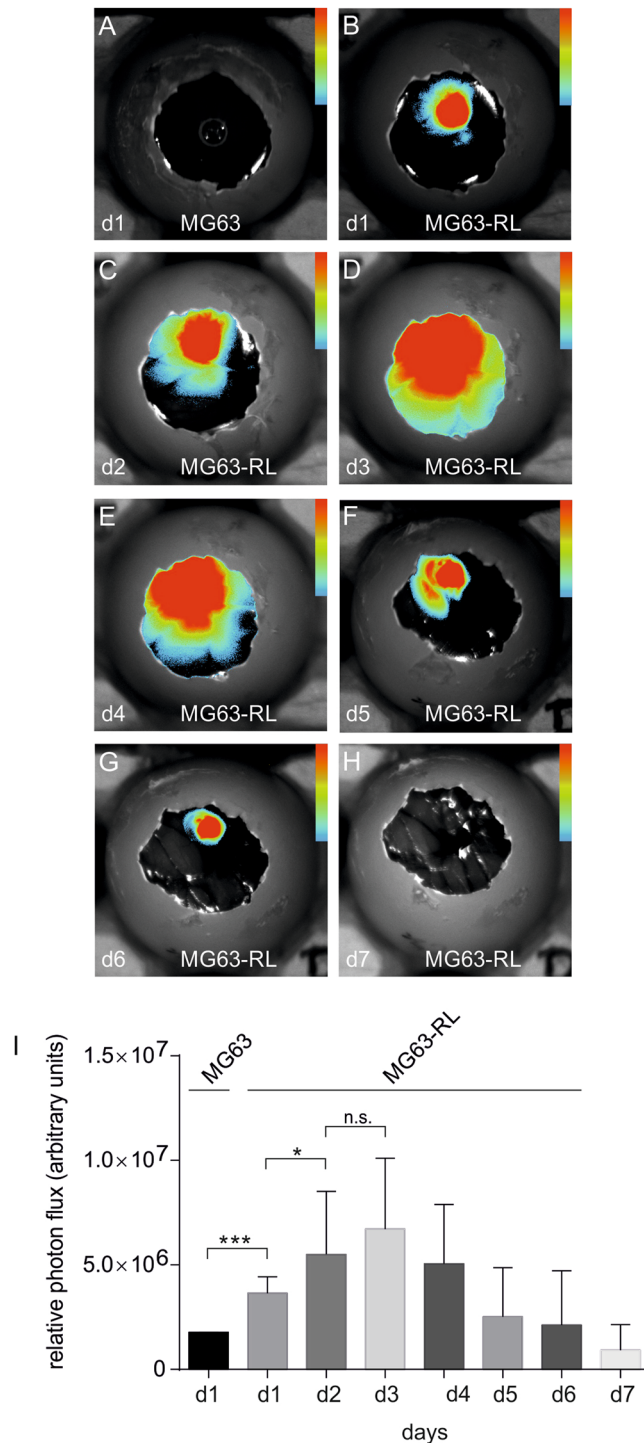 A
B
d1 MG63
d1 MG63-RL
C
D
d2 MG63-RL
d3 MG63-RL
E
F
d4 MG63-RL
d5 MG63-RL
G
H
d6 MG63-RL
d7 MG63-RL
I
MG63
MG63-RL
relative photon flux (arbitrary units)
1.5×10⁷
1.0×10⁷
5.0×10⁶
0
***
*
n.s.
d1 d1 d2 d3 d4 d5 d6 d7
days